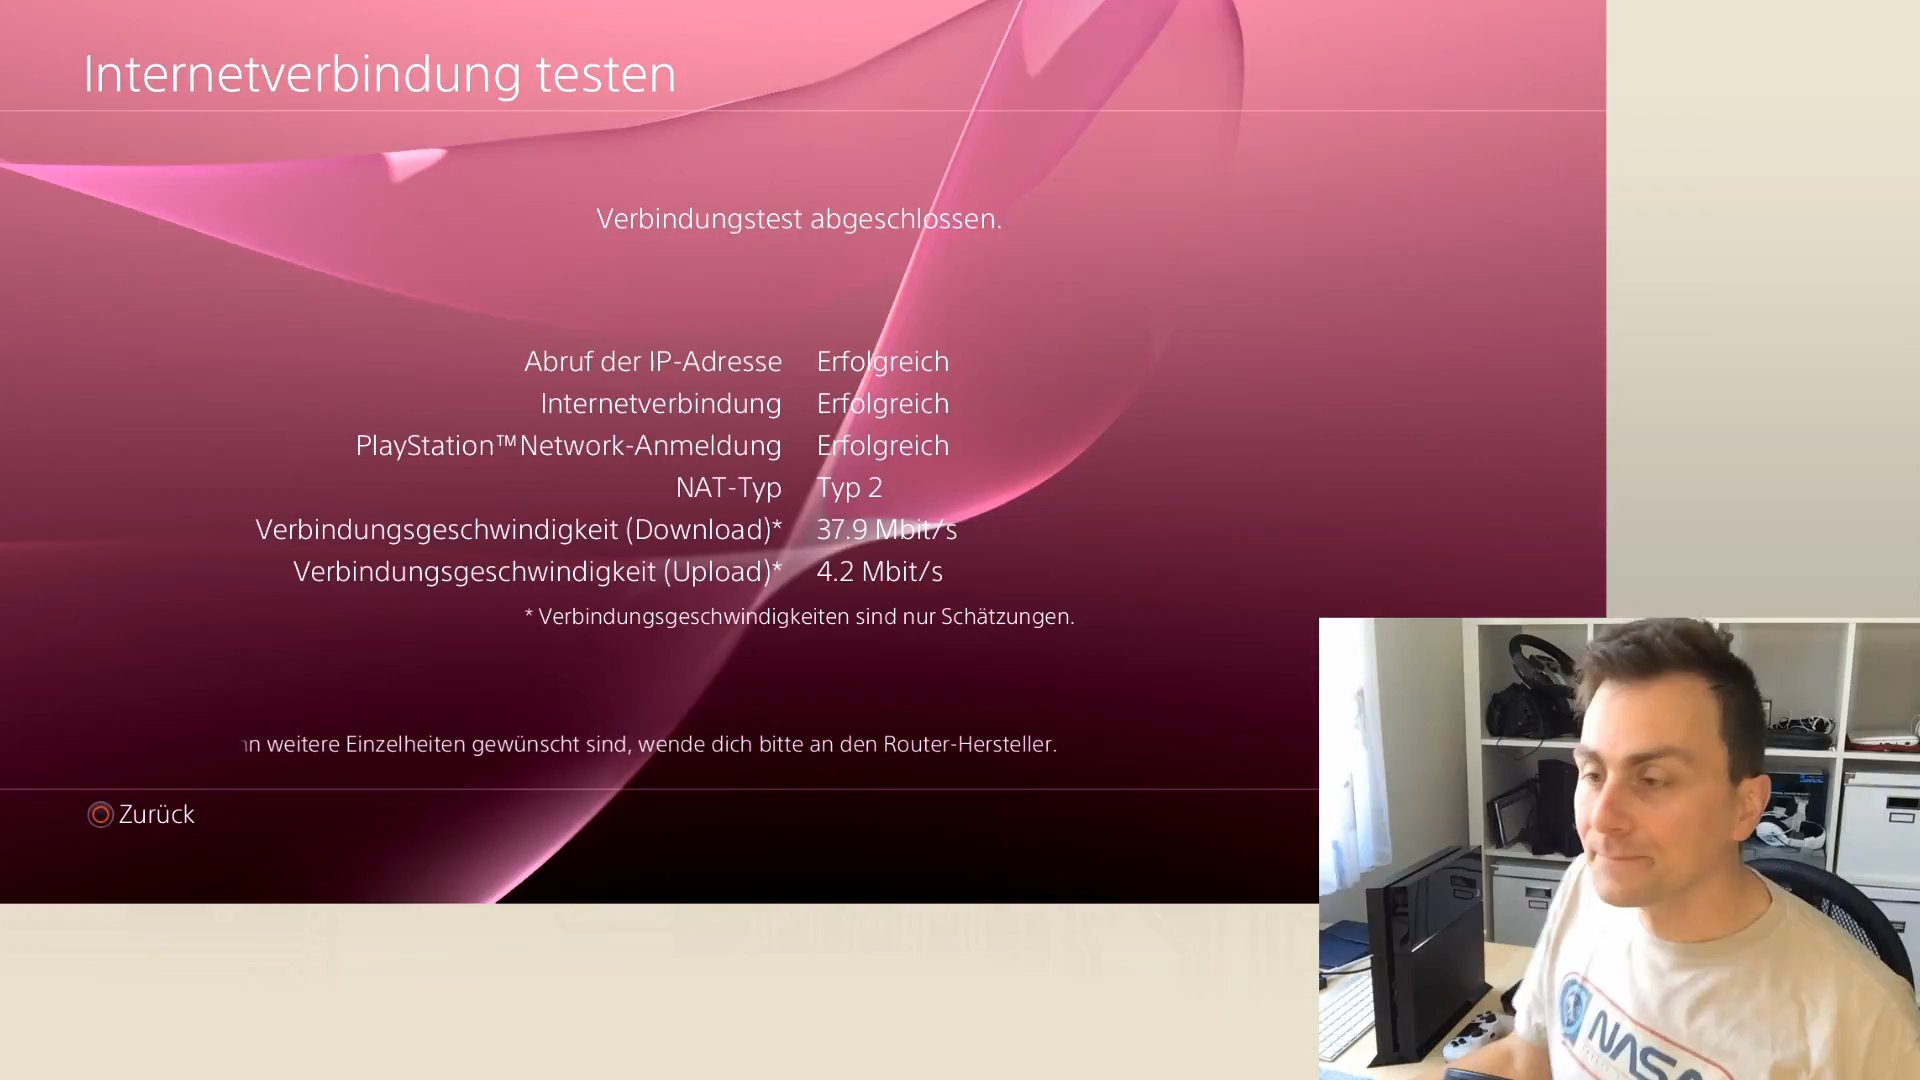 Internetverbindung testen
Verbindungstest abgeschlossen.
Abruf der IP-Adresse Erfolgreich
Internetverbindung Erfolgreich
PlayStation™Network-Anmeldung Erfolgreich
NAT-Typ Typ 2
Verbindungsgeschwindigkeit (Download)* 37.9 Mbit/s
Verbindungsgeschwindigkeit (Upload)* 4.2 Mbit/s
* Verbindungsgeschwindigkeiten sind nur Schätzungen.
weitere Einzelheiten gewünscht sind, wende dich bitte an den Router-Hersteller.
Zurück
NASA